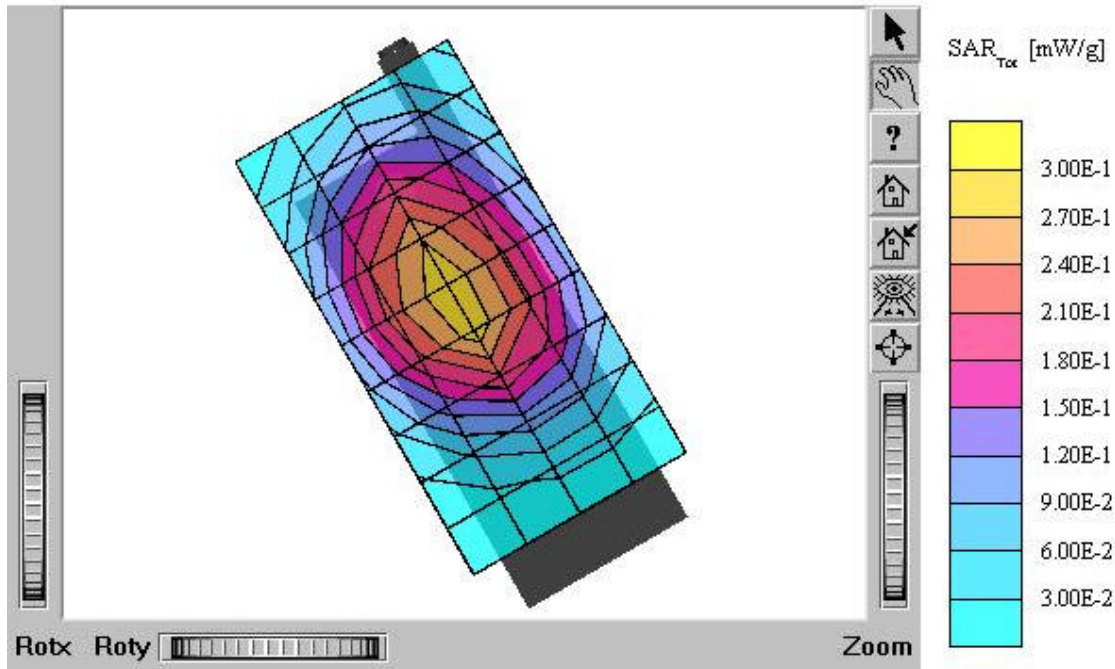 SAR_Tot [mW/g]
?
3.00E-1
2.70E-1
2.40E-1
2.10E-1
1.80E-1
1.50E-1
1.20E-1
9.00E-2
6.00E-2
3.00E-2
Rotx Roty Zoom